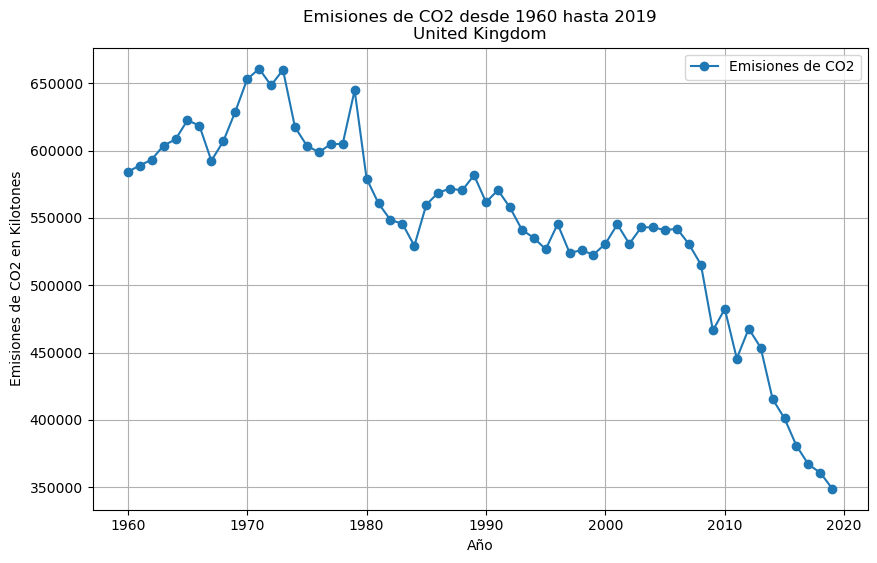 Emisiones de CO2 desde 1960 hasta 2019
United Kingdom
Emisiones de CO2
Emisiones de CO2 en Kilotones
650000
600000
550000
500000
450000
400000
350000
1960
1970
1980
1990
2000
2010
2020
Año